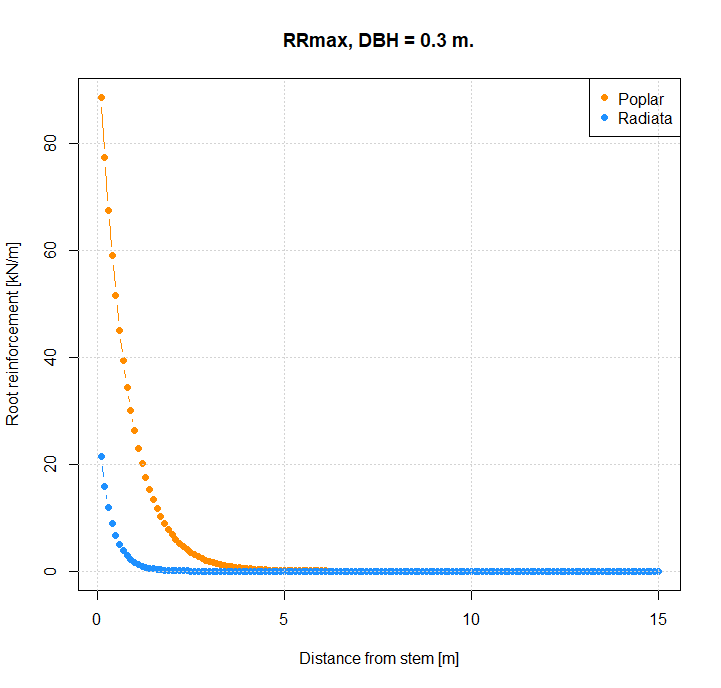 RRmax, DBH = 0.3 m.
Poplar
Radiata
80
60
40
20
0
Root reinforcement [kN/m]
0 5 10 15
Distance from stem [m]